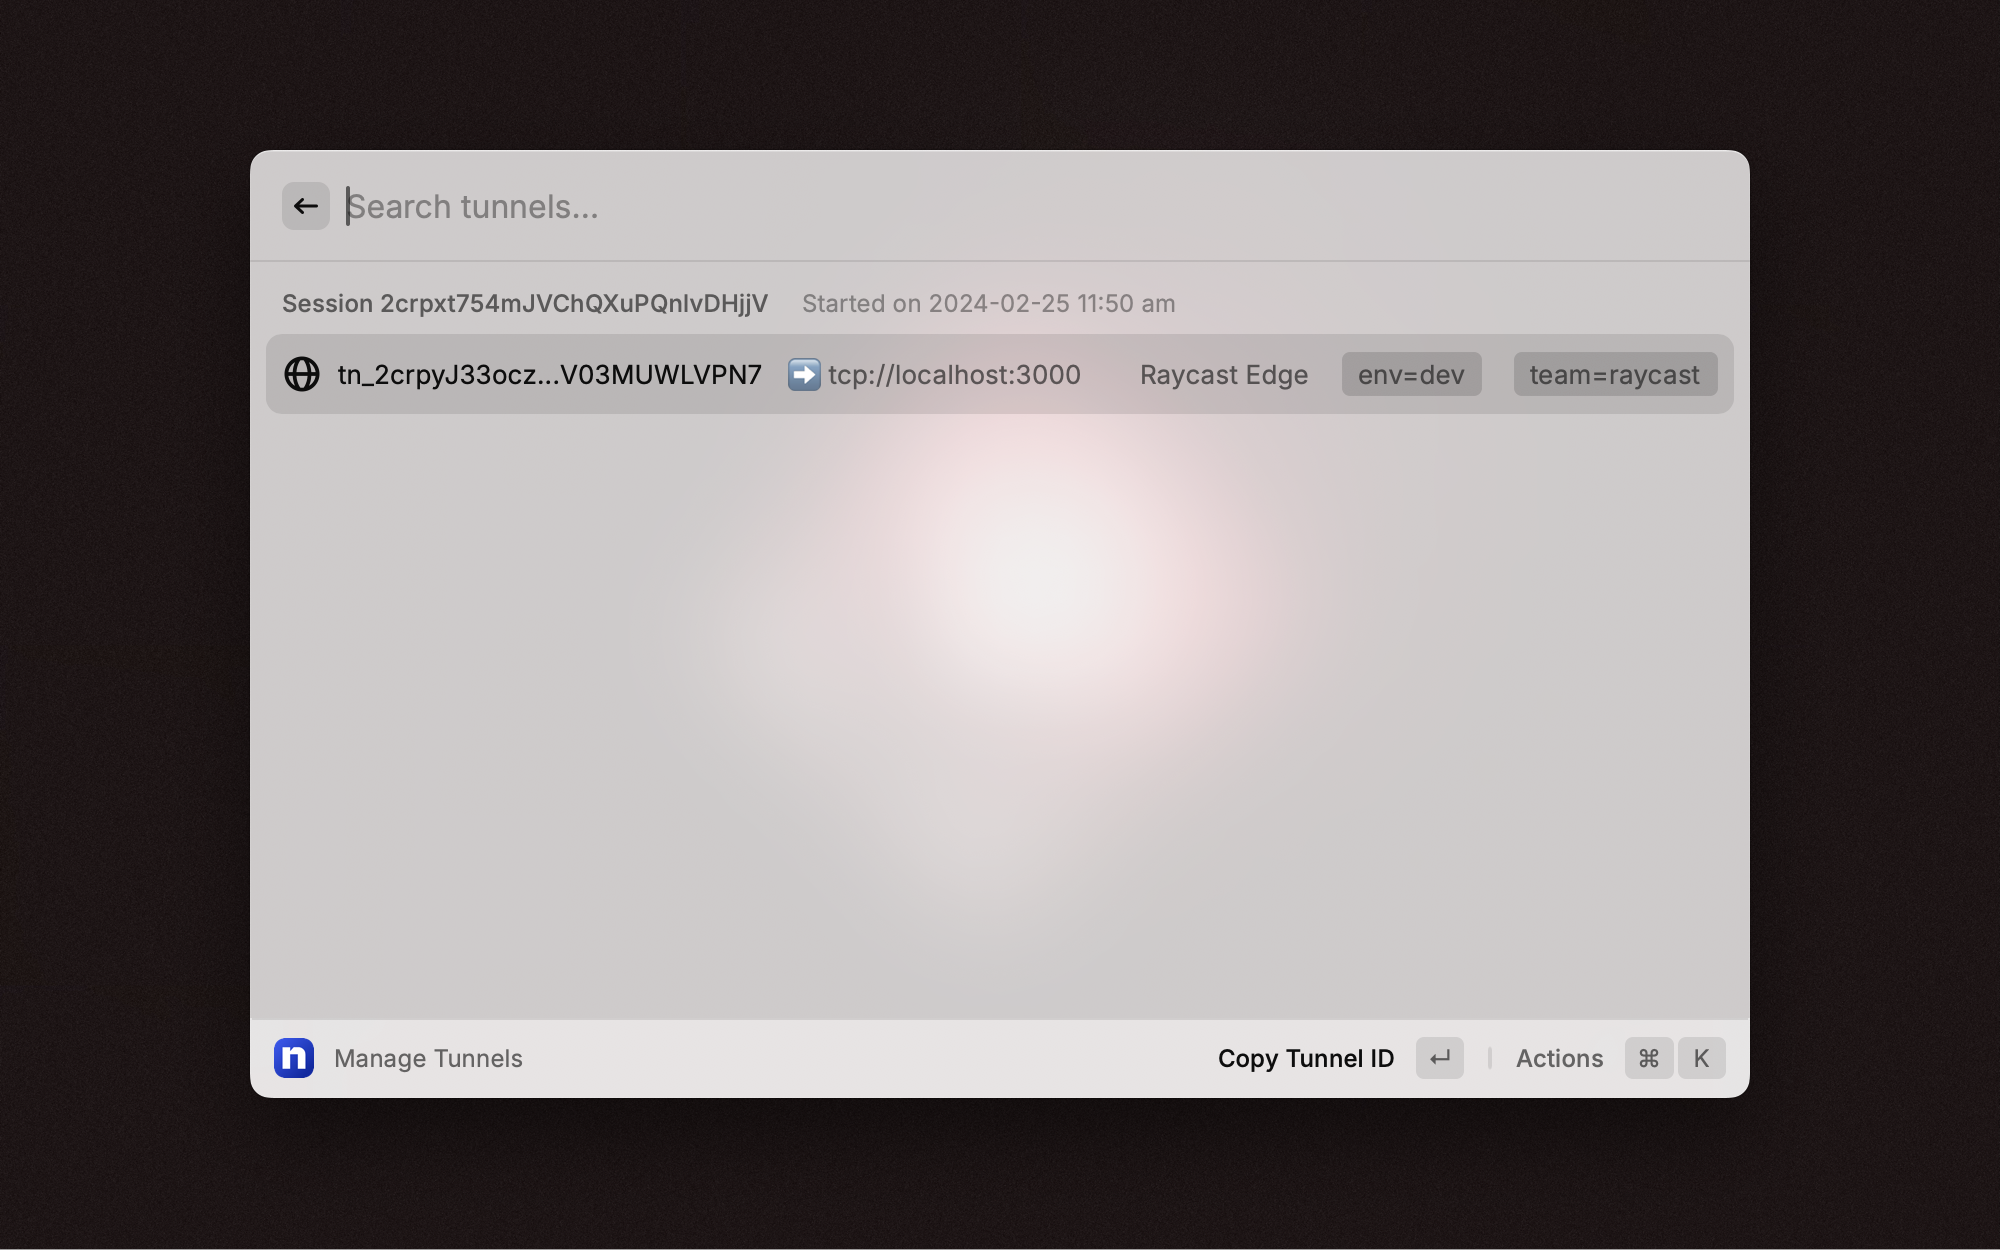 Search tunnels...
Session 2crpxt754mJVChQXuPQnIvDHjjV Started on 2024-02-25 11:50 am
tn_2crpyJ33ocz...V03MUWLVPN7 ➡️ tcp://localhost:3000 Raycast Edge env=dev team=raycast
n Manage Tunnels Copy Tunnel ID ↵ Actions ⌘ K